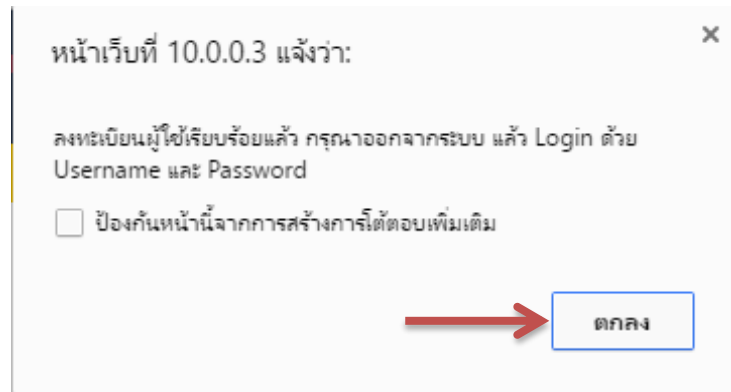 หน้าเว็บที่ 10.0.0.3 แจ้งว่า:
ลงทะเบียนผู้ใช้เรียบร้อยแล้ว กรุณาออกจากระบบ แล้ว Login ด้วย
Username และ Password
ป้องกันหน้านี้จากการสร้างการโต้ตอบเพิ่มเติม
ตกลง